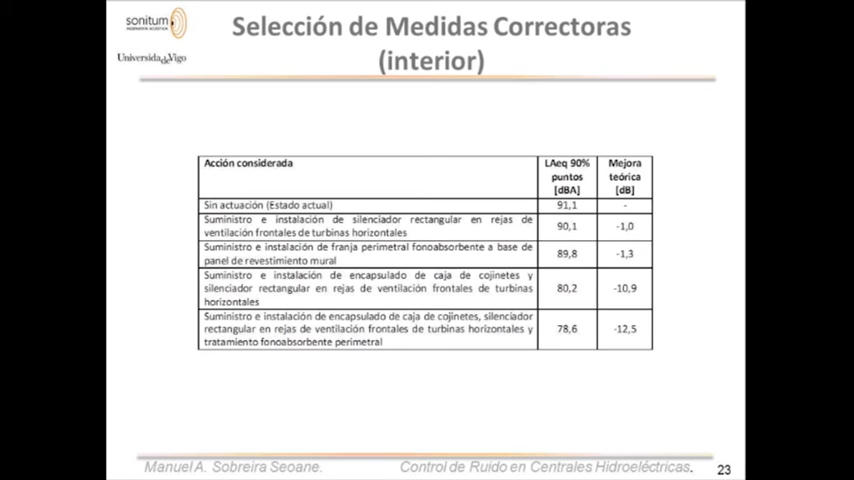 sonitum
INGENIERÍA ACÚSTICA
UniversidadeVigo
Selección de Medidas Correctoras
(interior)
Acción considerada
LAeq 90%
puntos
[dBA]
Mejora
teórica
[dB]
Sin actuación (Estado actual)
91,1
-
Suministro e instalación de silenciador rectangular en rejas de
ventilación frontales de turbinas horizontales
90,1
-1,0
Suministro e instalación de franja perimetral fonoabsorbente a base de
panel de revestimiento mural
89,8
-1,3
Suministro e instalación de encapsulado de caja de cojinetes y
silenciador rectangular en rejas de ventilación frontales de turbinas
horizontales
80,2
-10,9
Suministro e instalación de encapsulado de caja de cojinetes, silenciador
rectangular en rejas de ventilación frontales de turbinas horizontales y
tratamiento fonoabsorbente perimetral
78,6
-12,5
Manuel A. Sobreira Seoane.
Control de Ruido en Centrales Hidroeléctricas.
23